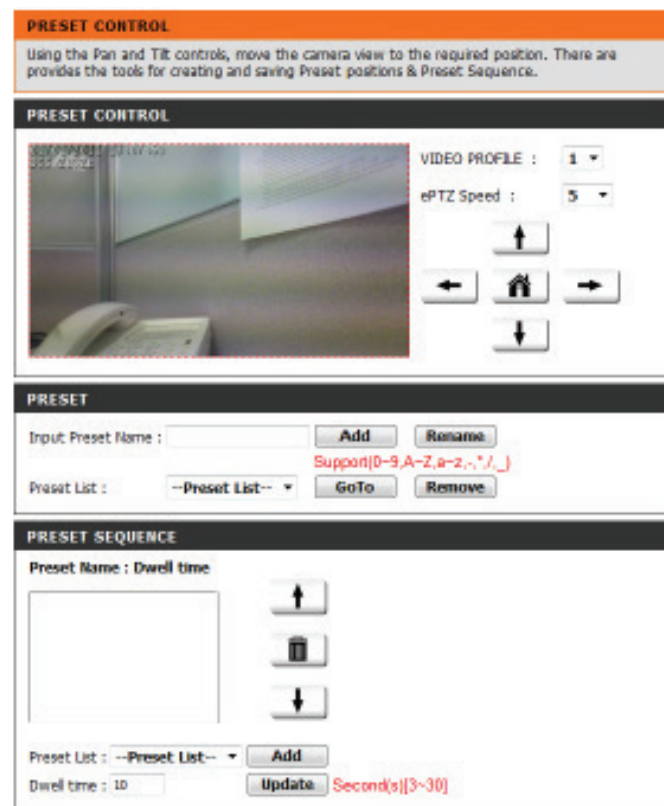 PRESET CONTROL
Using the Pan and Tilt controls, move the camera view to the required position. There are
provides the tools for creating and saving Preset positions & Preset Sequence.
PRESET CONTROL
VIDEO PROFILE : 1
ePTZ Speed : 5
PRESET
Input Preset Name : Add Rename
Support(0~9,A~Z,a~z,-,*,/,_)
Preset List : --Preset List-- GoTo Remove
PRESET SEQUENCE
Preset Name : Dwell time
Preset List : --Preset List-- Add
Dwell time : 10 Update Second(s)[3~30]